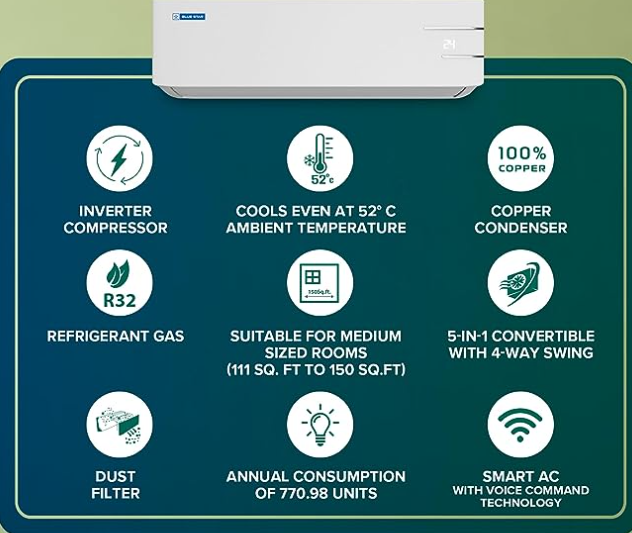 BLUE STAR
24
52°c
100%
COPPER
INVERTER
COMPRESSOR
COOLS EVEN AT 52° C
AMBIENT TEMPERATURE
COPPER
CONDENSER
R32
150Sq.ft.
REFRIGERANT GAS
SUITABLE FOR MEDIUM
SIZED ROOMS
(111 SQ. FT TO 150 SQ.FT)
5-IN-1 CONVERTIBLE
WITH 4-WAY SWING
DUST
FILTER
ANNUAL CONSUMPTION
OF 770.98 UNITS
SMART AC
WITH VOICE COMMAND
TECHNOLOGY